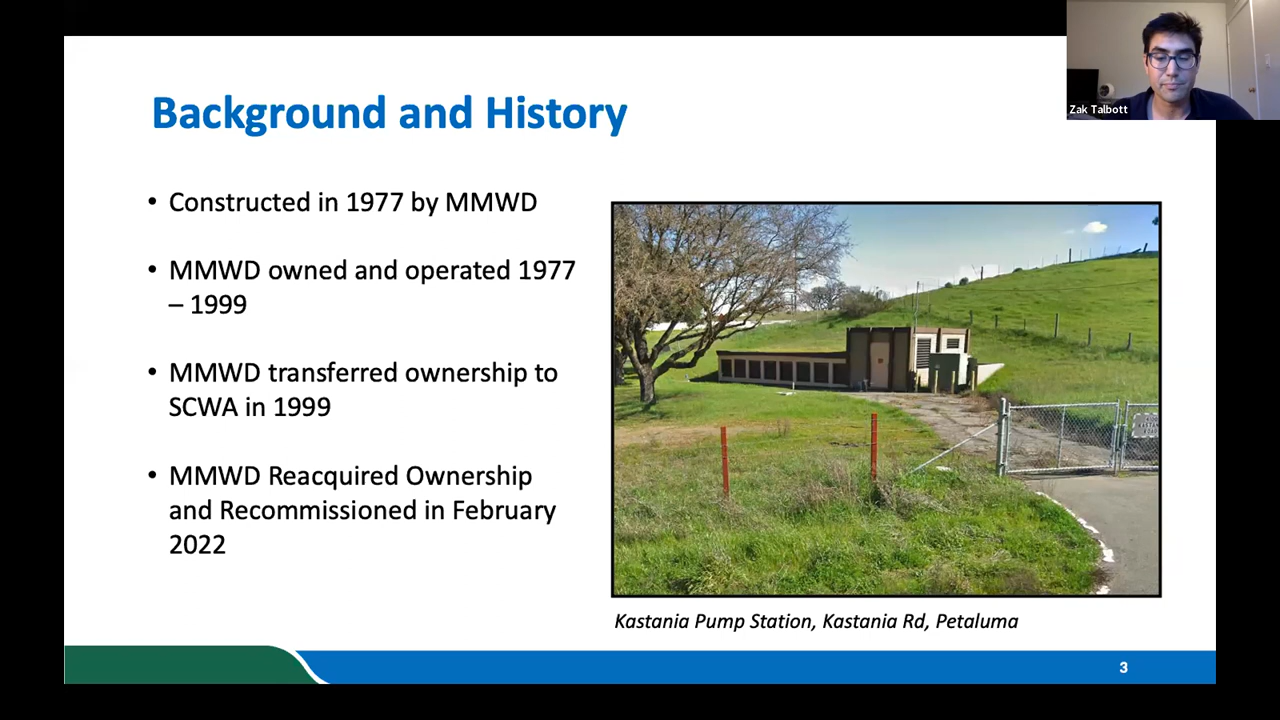 Zak Talbott
Background and History
• Constructed in 1977 by MMWD
• MMWD owned and operated 1977
– 1999
• MMWD transferred ownership to
SCWA in 1999
• MMWD Reacquired Ownership
and Recommissioned in February
2022
Kastania Pump Station, Kastania Rd, Petaluma
3